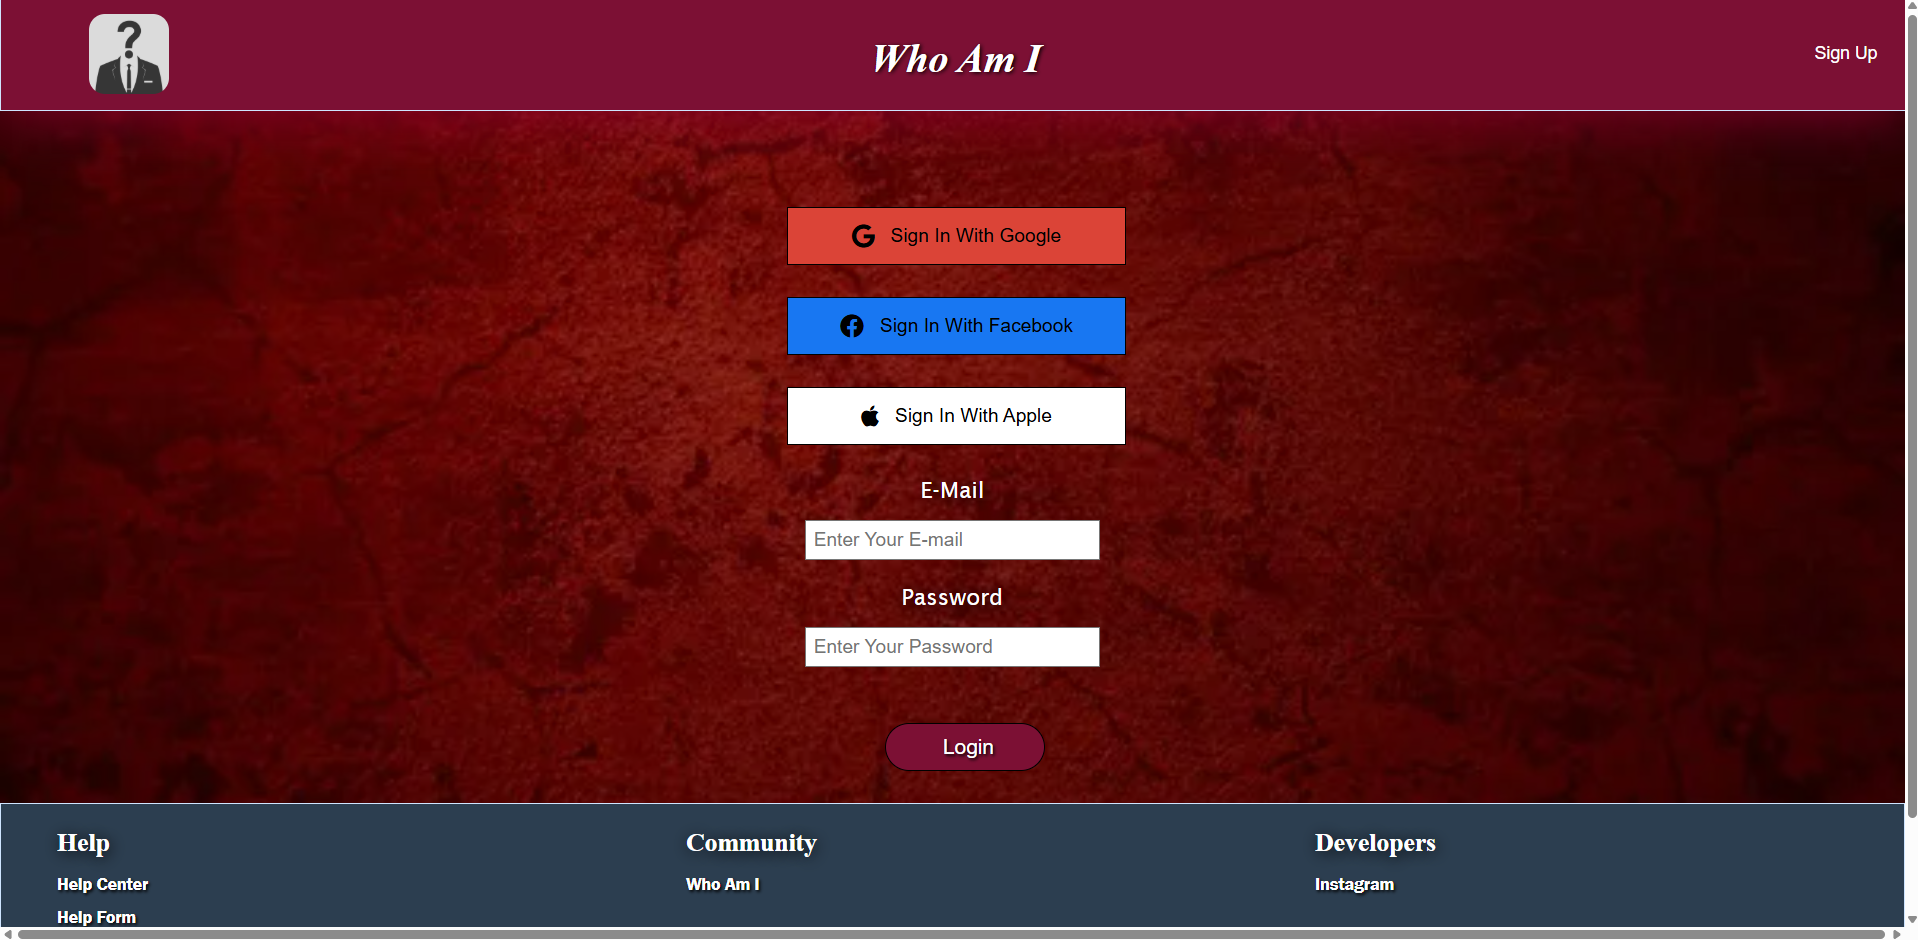 ?
Who Am I
Sign Up
Sign In With Google
Sign In With Facebook
Sign In With Apple
E-Mail
Enter Your E-mail
Password
Enter Your Password
Login
Help
Help Center
Help Form
Community
Who Am I
Developers
Instagram